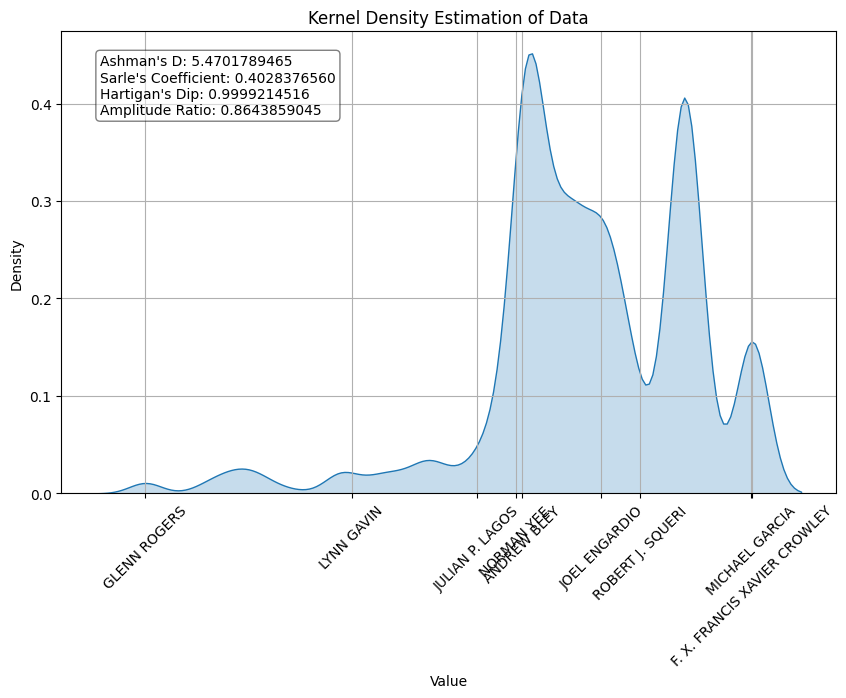 Kernel Density Estimation of Data
Ashman's D: 5.4701789465
Sarle's Coefficient: 0.4028376560
Hartigan's Dip: 0.9999214516
Amplitude Ratio: 0.8643859045
Density
0.4
0.3
0.2
0.1
0.0
GLENN ROGERS
LYNN GAVIN
JULIAN P. LAGOS
NORMAN YEE
ANDREW BLEY
JOEL ENGARDIO
ROBERT J. SQUERI
MICHAEL GARCIA
F. X. FRANCIS XAVIER CROWLEY
Value